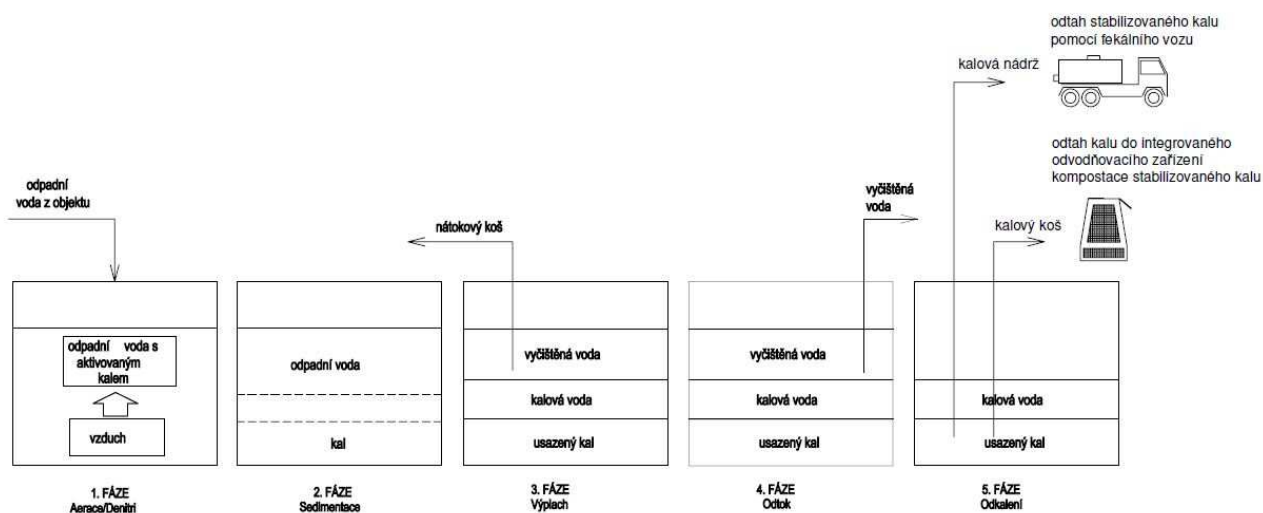 odtah stabilizovaného kalu
pomocí fekálního vozu
kalová nádrž
odtah kalu do integrovaného
odvodňovacího zařízení
kompostace stabilizovaného kalu
kalový koš
odpadní
voda z objektu
nátokový koš
vyčištěná
voda
odpadní voda s
aktivovaným
kalem
vzduch
odpadní voda
kal
vyčištěná voda
kalová voda
usazený kal
vyčištěná voda
kalová voda
usazený kal
kalová voda
usazený kal
1. FÁZE
Aerace/Denitri
2. FÁZE
Sedimentace
3. FÁZE
Výplach
4. FÁZE
Odtok
5. FÁZE
Odkalení